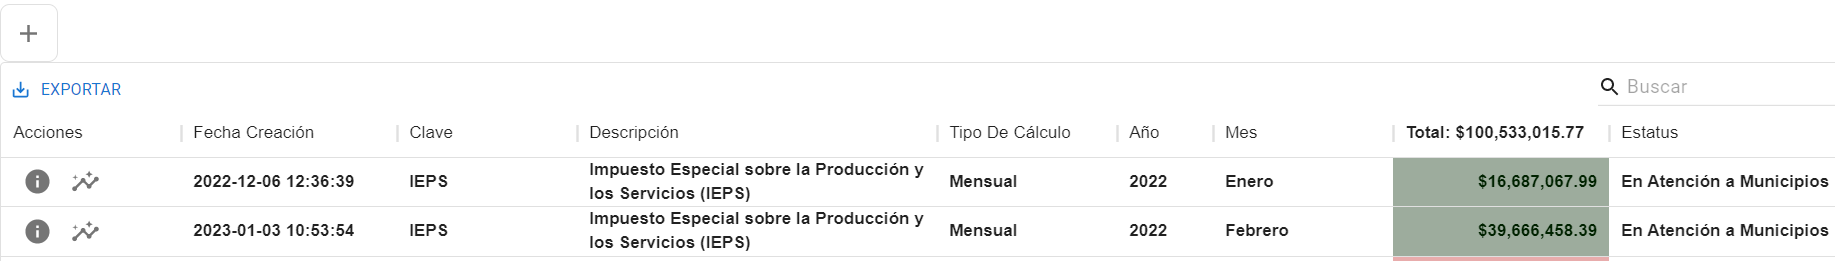 EXPORTAR
Buscar
Acciones Fecha Creación Clave Descripción Tipo De Cálculo Año Mes Total: $100,533,015.77 Estatus
2022-12-06 12:36:39 IEPS Impuesto Especial sobre la Producción y
los Servicios (IEPS) Mensual 2022 Enero $16,687,067.99 En Atención a Municipios
2023-01-03 10:53:54 IEPS Impuesto Especial sobre la Producción y
los Servicios (IEPS) Mensual 2022 Febrero $39,666,458.39 En Atención a Municipios